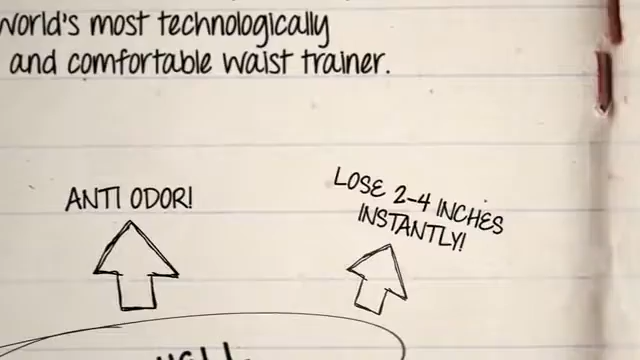 world's most technologically
and comfortable waist trainer.
ANTI ODOR!
LOSE 2-4 INCHES
INSTANTLY!